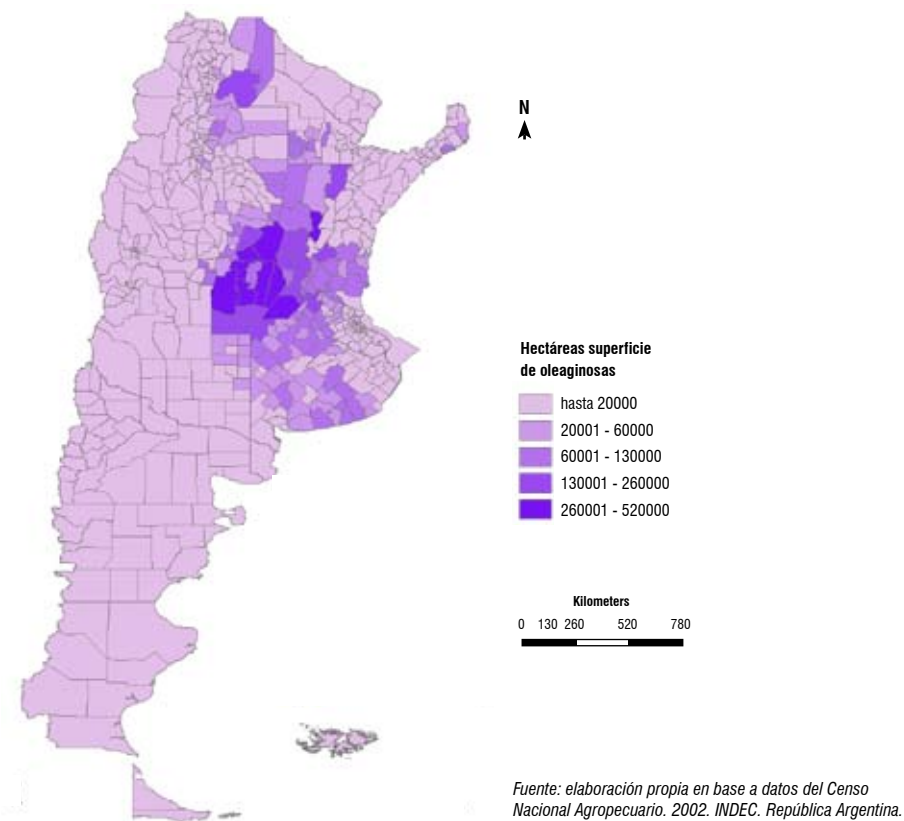 N
Hectáreas superficie
de oleaginosas
hasta 20000
20001 - 60000
60001 - 130000
130001 - 260000
260001 - 520000
Kilometers
0 130 260 520 780
Fuente: elaboración propia en base a datos del Censo
Nacional Agropecuario. 2002. INDEC. República Argentina.